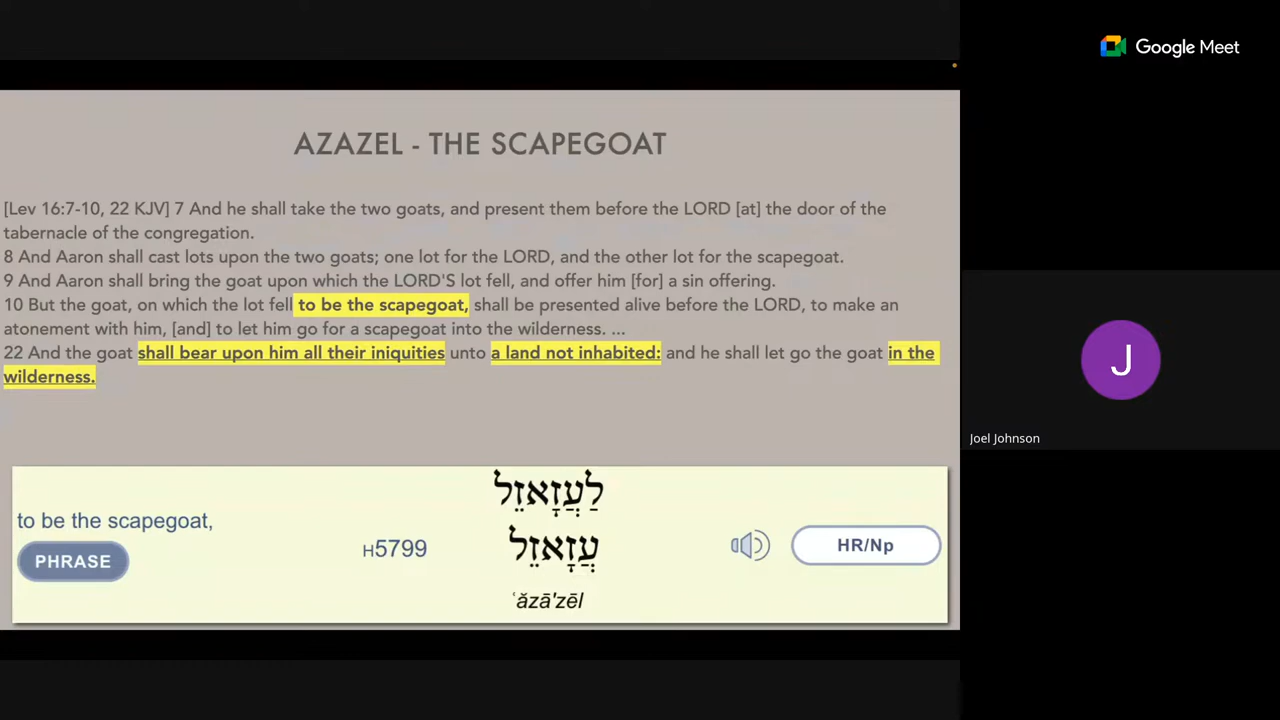 Google Meet
AZAZEL - THE SCAPEGOAT
[Lev 16:7-10, 22 KJV] 7 And he shall take the two goats, and present them before the LORD [at] the door of the
tabernacle of the congregation.
8 And Aaron shall cast lots upon the two goats; one lot for the LORD, and the other lot for the scapegoat.
9 And Aaron shall bring the goat upon which the LORD'S lot fell, and offer him [for] a sin offering.
10 But the goat, on which the lot fell to be the scapegoat, shall be presented alive before the LORD, to make an
atonement with him, [and] to let him go for a scapegoat into the wilderness. ...
22 And the goat shall bear upon him all their iniquities unto a land not inhabited: and he shall let go the goat in the
wilderness.
to be the scapegoat,
PHRASE
H5799
לַעֲזָאזֵל
עֲזָאזֵל
ʿăzā'zēl
HR/Np
J
Joel Johnson